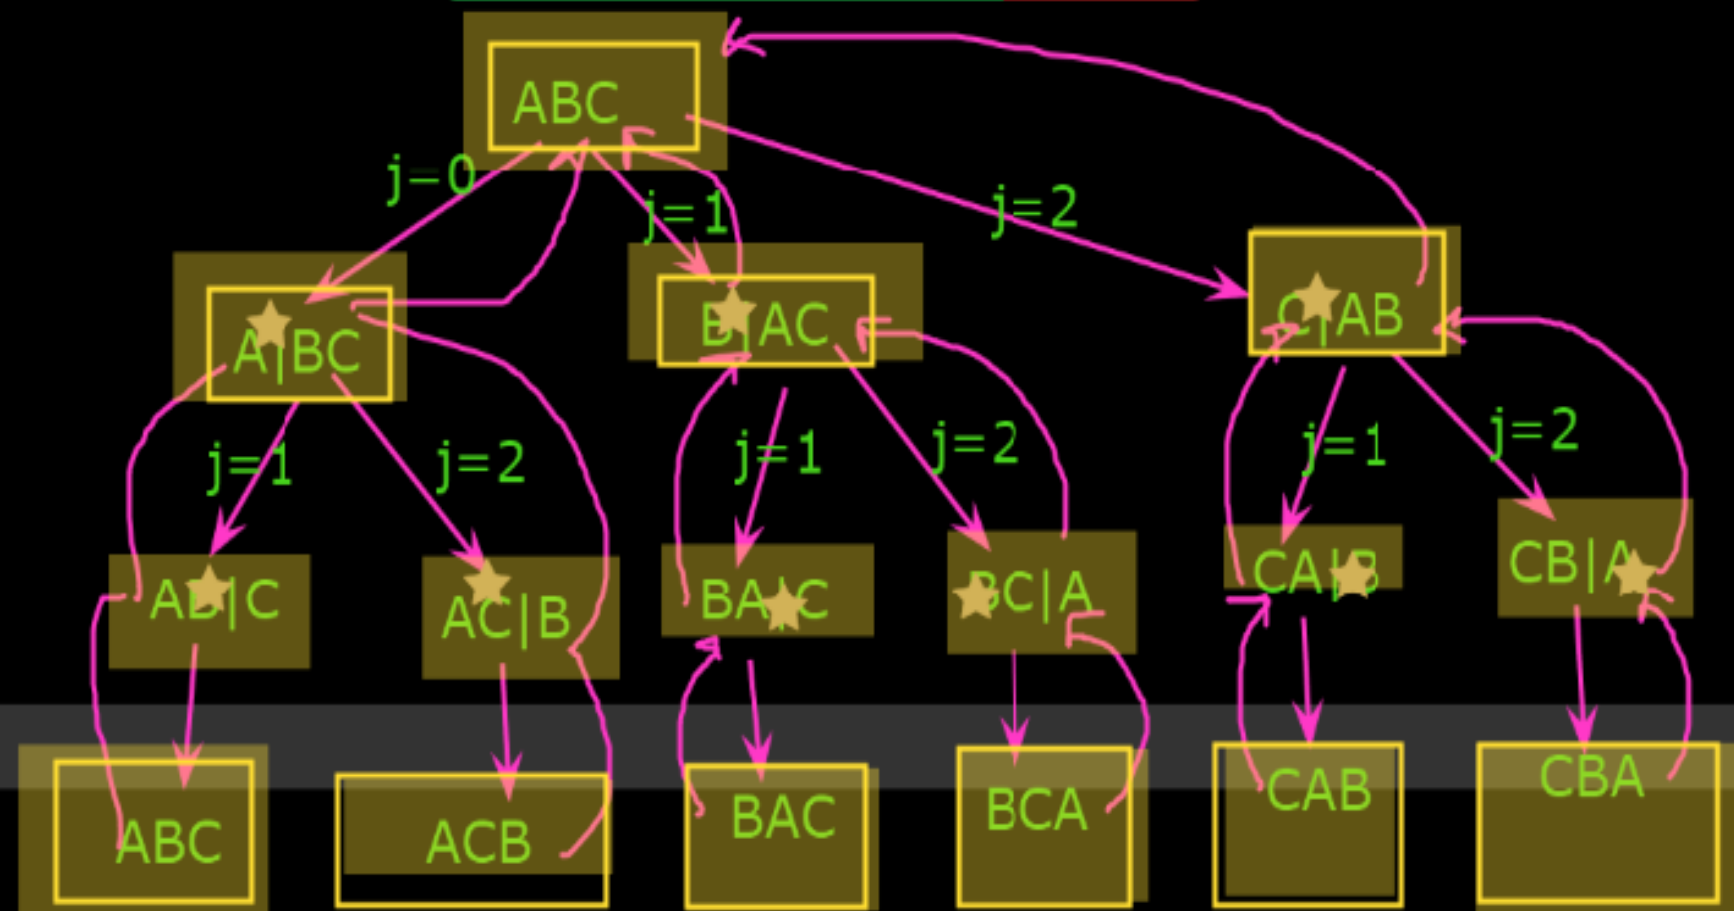 ABC
j=0
j=1
j=2
A|BC
B|AC
C|AB
j=1
j=2
j=1
j=2
j=1
j=2
AB|C
AC|B
BA|C
BC|A
CA|B
CB|A
ABC
ACB
BAC
BCA
CAB
CBA